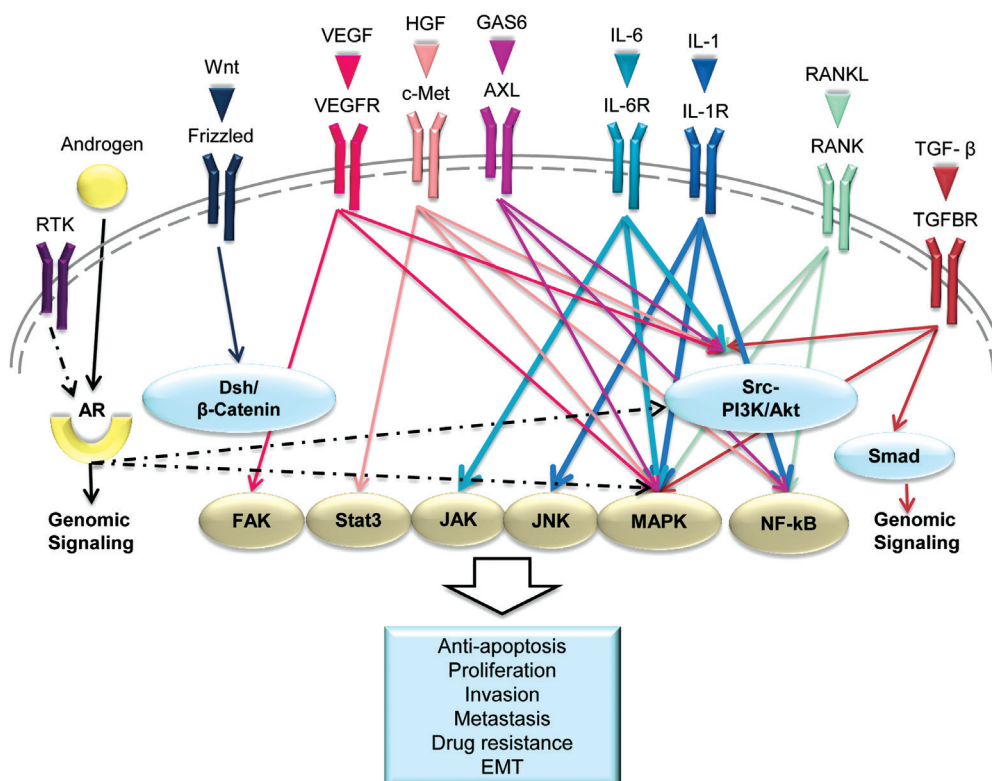 VEGF
HGF
GAS6
IL-6
IL-1
Wnt
RANKL
VEGFR
c-Met
AXL
IL-6R
IL-1R
Androgen
Frizzled
RANK
TGF- β
RTK
TGFBR
AR
Dsh/
β-Catenin
Src-
PI3K/Akt
Smad
Genomic
Signaling
FAK
Stat3
JAK
JNK
MAPK
NF-kB
Genomic
Signaling
Anti-apoptosis
Proliferation
Invasion
Metastasis
Drug resistance
EMT